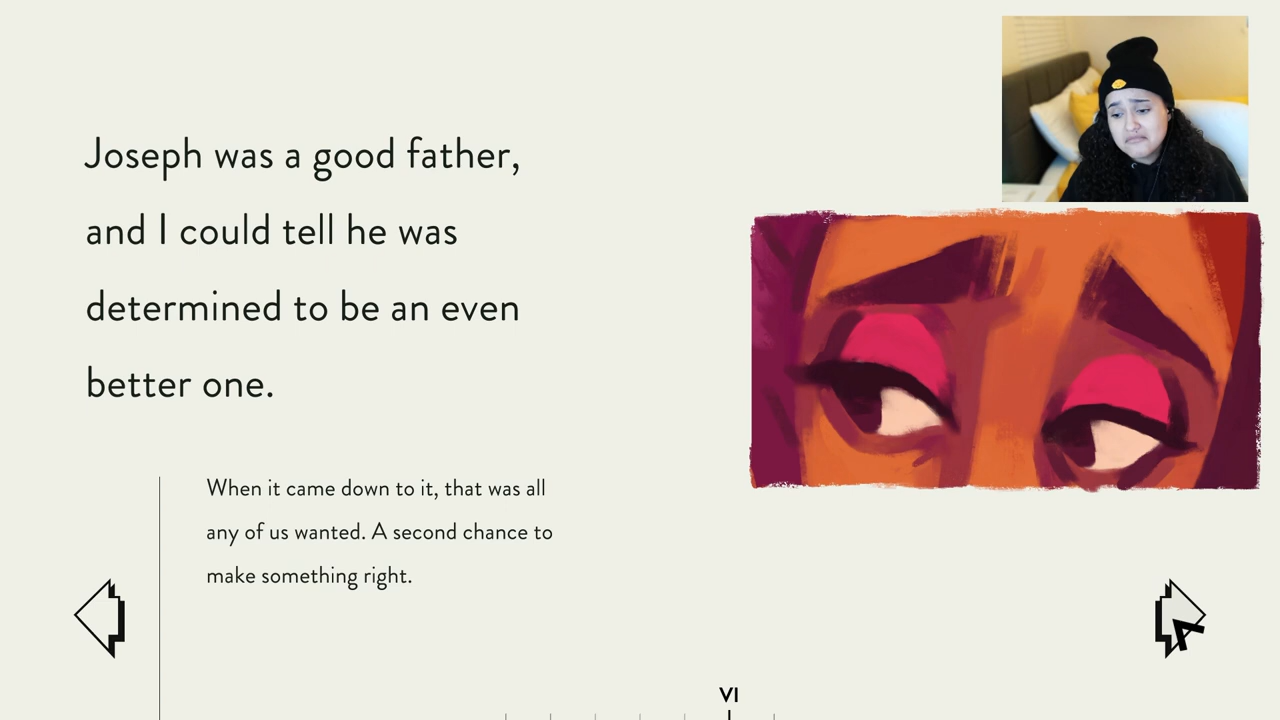 Joseph was a good father,
and I could tell he was
determined to be an even
better one.
When it came down to it, that was all
any of us wanted. A second chance to
make something right.
VI